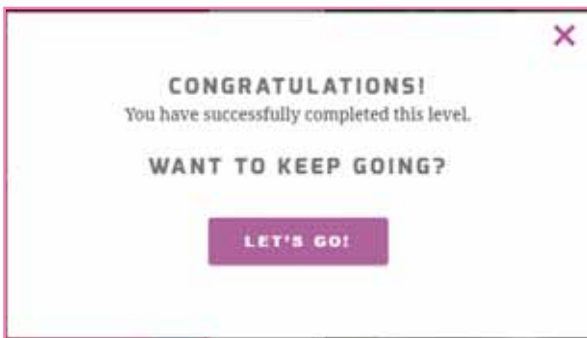 CONGRATULATIONS!
You have successfully completed this level.
WANT TO KEEP GOING?
LET'S GO!